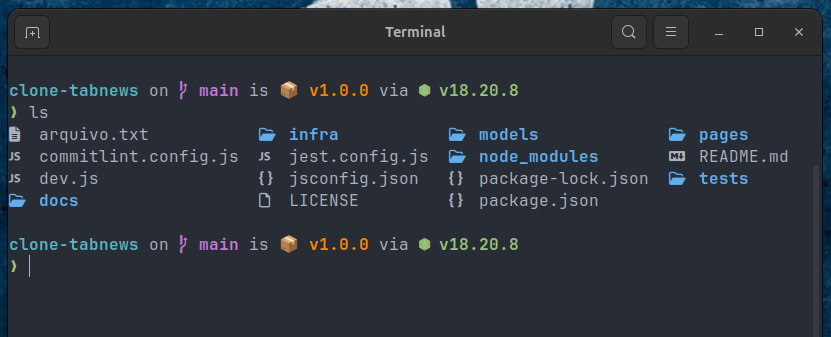 Terminal
clone-tabnews on main is v1.0.0 via v18.20.8
❯ ls
arquivo.txt infra models pages
commitlint.config.js jest.config.js node_modules README.md
dev.js jsconfig.json package-lock.json tests
docs LICENSE package.json
clone-tabnews on main is v1.0.0 via v18.20.8
❯